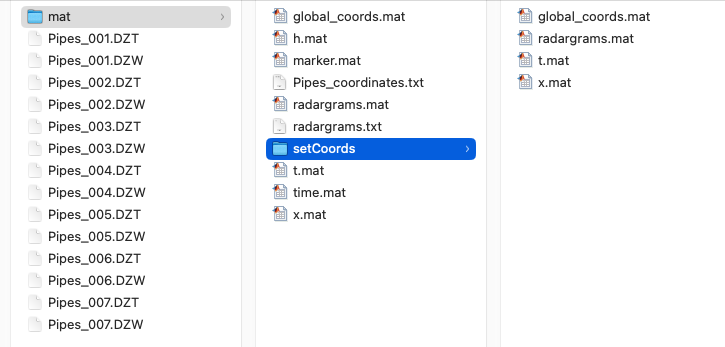 mat
Pipes_001.DZT
Pipes_001.DZW
Pipes_002.DZT
Pipes_002.DZW
Pipes_003.DZT
Pipes_003.DZW
Pipes_004.DZT
Pipes_004.DZW
Pipes_005.DZT
Pipes_005.DZW
Pipes_006.DZT
Pipes_006.DZW
Pipes_007.DZT
Pipes_007.DZW
global_coords.mat
h.mat
marker.mat
Pipes_coordinates.txt
radargrams.mat
radargrams.txt
setCoords
t.mat
time.mat
x.mat
global_coords.mat
radargrams.mat
t.mat
x.mat